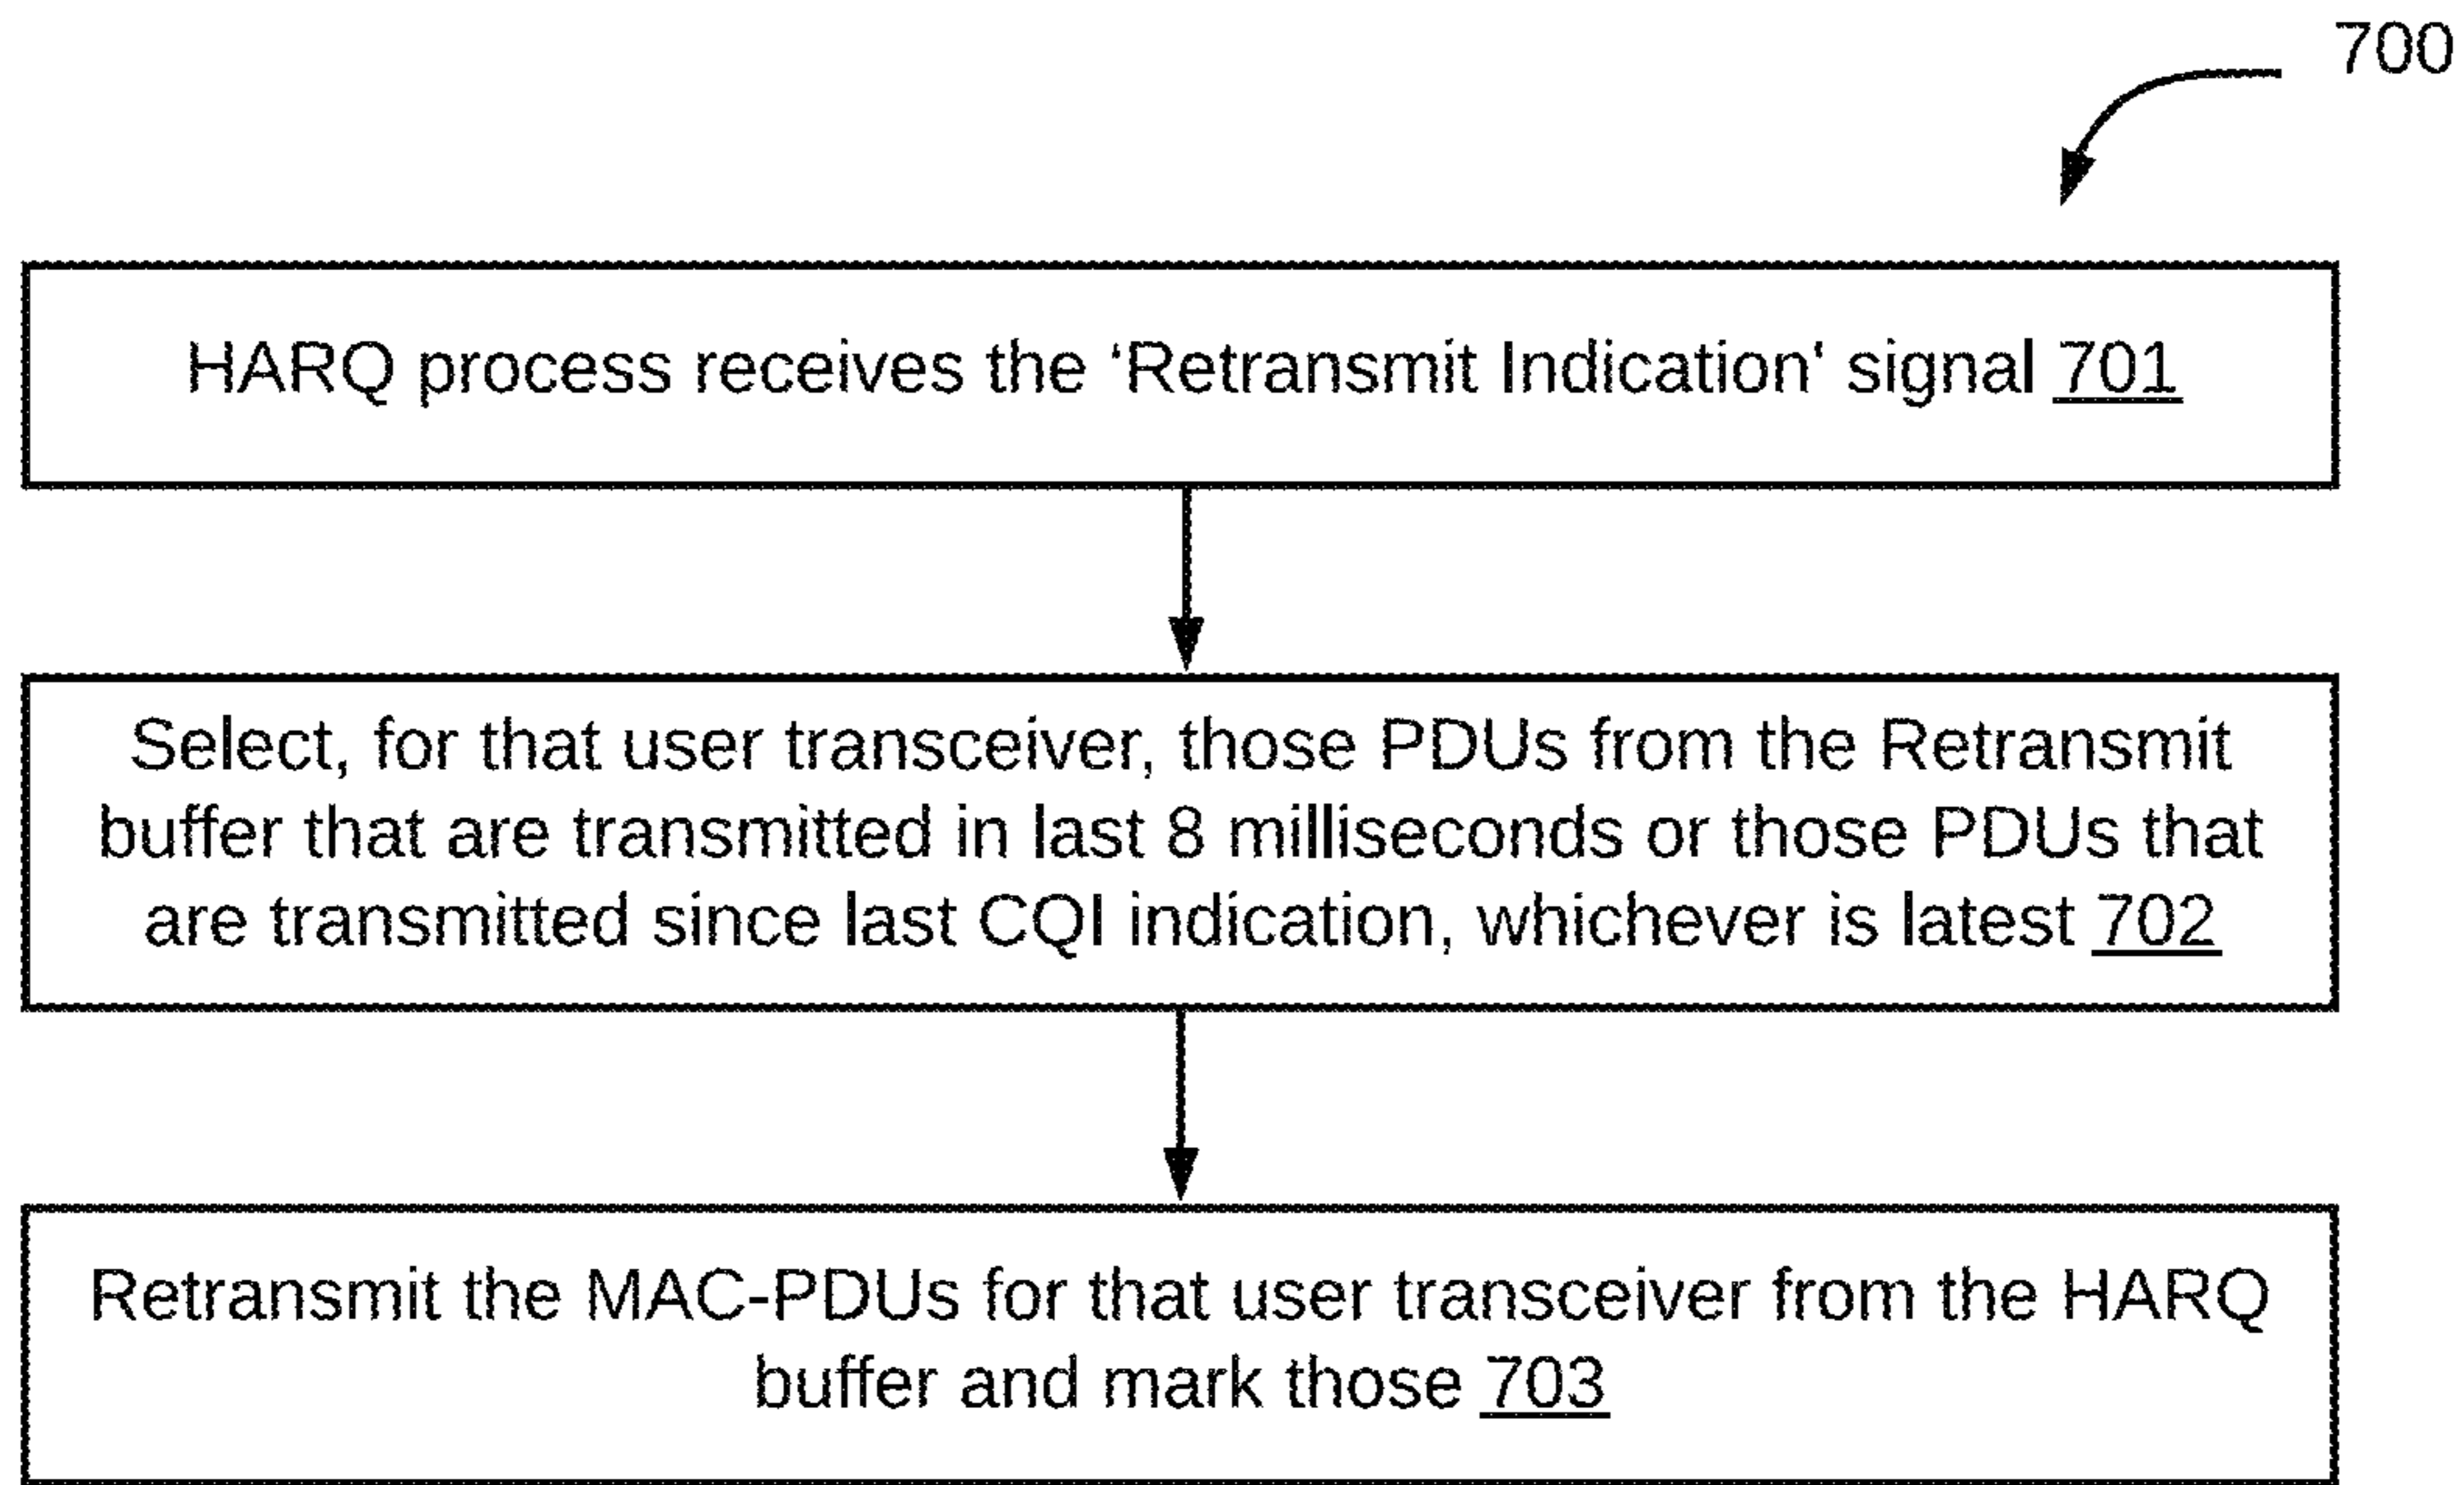 700
HARQ process receives the ‘Retransmit Indication' signal 701
Select, for that user transceiver, those PDUs from the Retransmit
buffer that are transmitted in last 8 milliseconds or those PDUs that
are transmitted since last CQI indication, whichever is latest 702
Retransmit the MAC-PDUs for that user transceiver from the HARQ
buffer and mark those 703